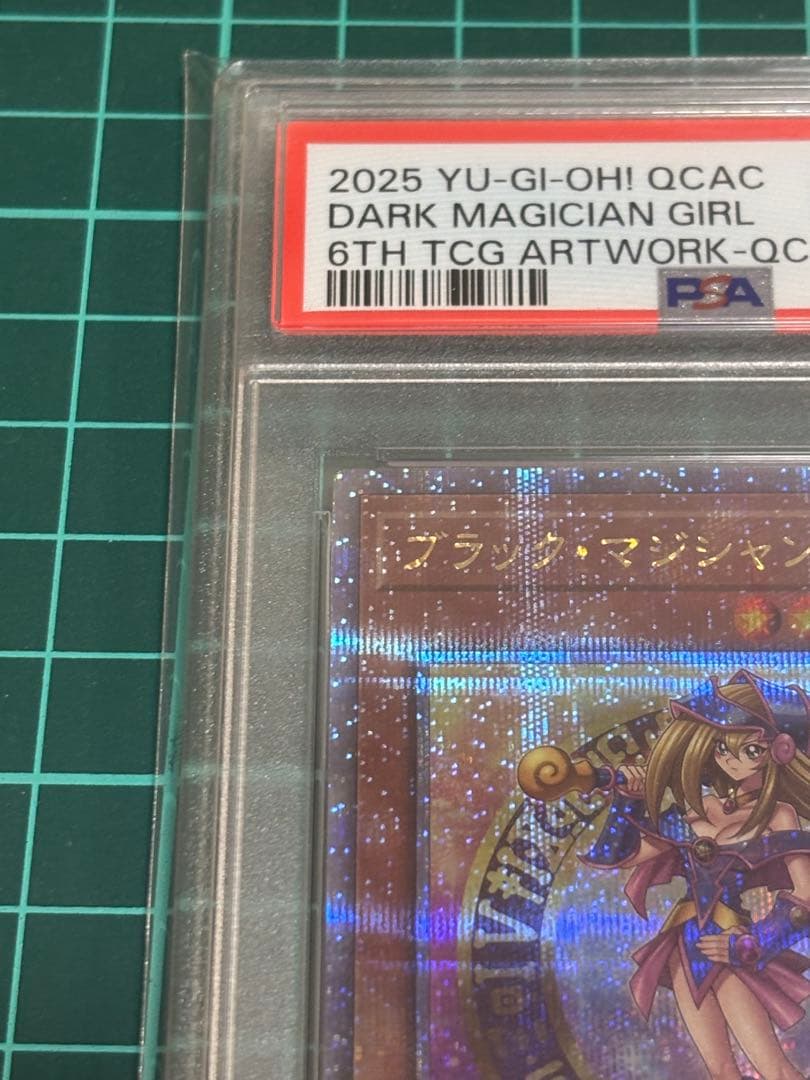 2025 YU-GI-OH! QCAC
DARK MAGICIAN GIRL
6TH TCG ARTWORK-QC
PSA
ブラック・マジシャン